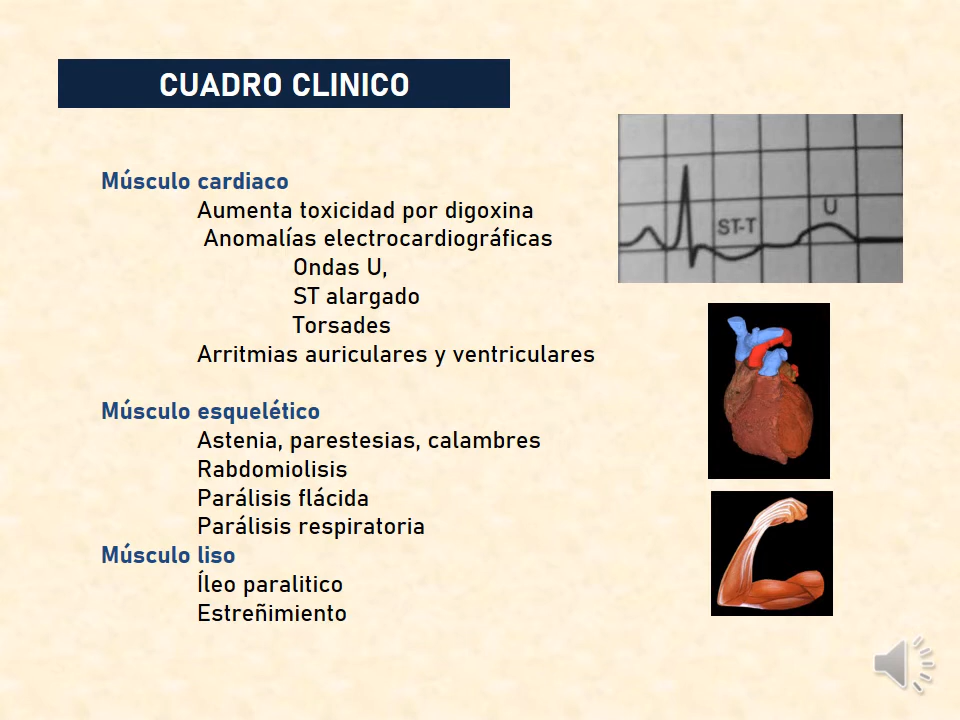 CUADRO CLINICO
Músculo cardiaco
Aumenta toxicidad por digoxina
Anomalías electrocardiográficas
Ondas U,
ST alargado
Torsades
Arritmias auriculares y ventriculares
ST-T
U
Músculo esquelético
Astenia, parestesias, calambres
Rabdomiolisis
Parálisis flácida
Parálisis respiratoria
Músculo liso
Íleo paralitico
Estreñimiento